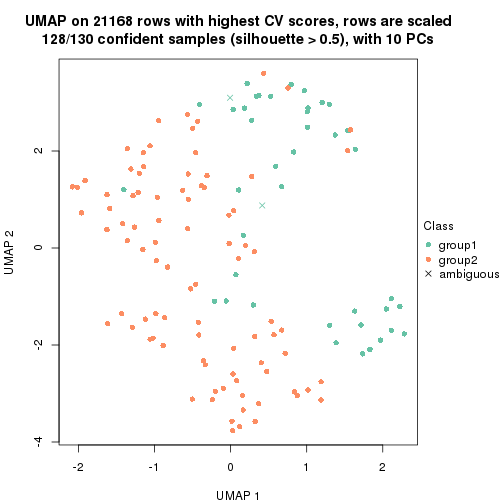 UMAP on 21168 rows with highest CV scores, rows are scaled
128/130 confident samples (silhouette > 0.5), with 10 PCs
2
0
-2
-4
UMAP 2
-2
-1
0
1
2
UMAP 1
Class
group1
group2
ambiguous